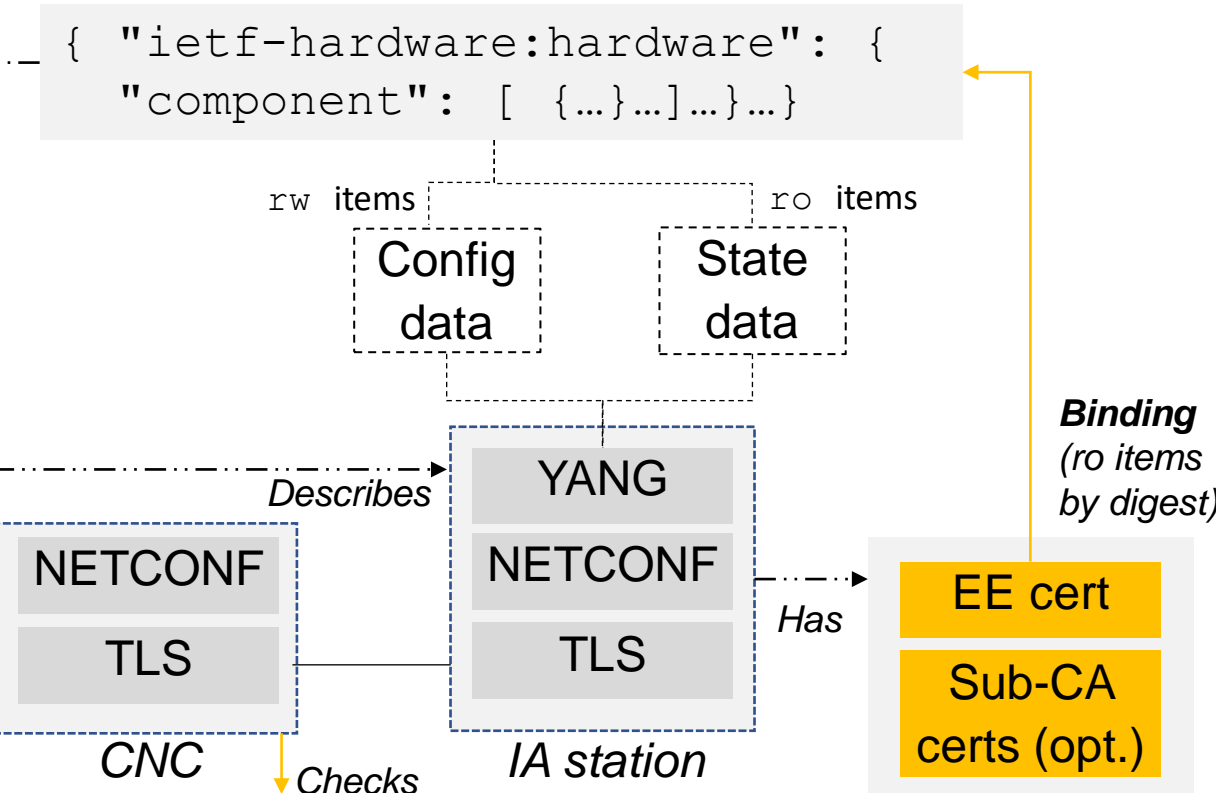 { "ietf-hardware:hardware": {
"component": [ {…}…]…}…}
rw items
ro items
Config
data
State
data
Binding
(ro items
by digest)
Describes
YANG
NETCONF
TLS
NETCONF
TLS
Has
EE cert
Sub-CA
certs (opt.)
CNC
IA station
Checks